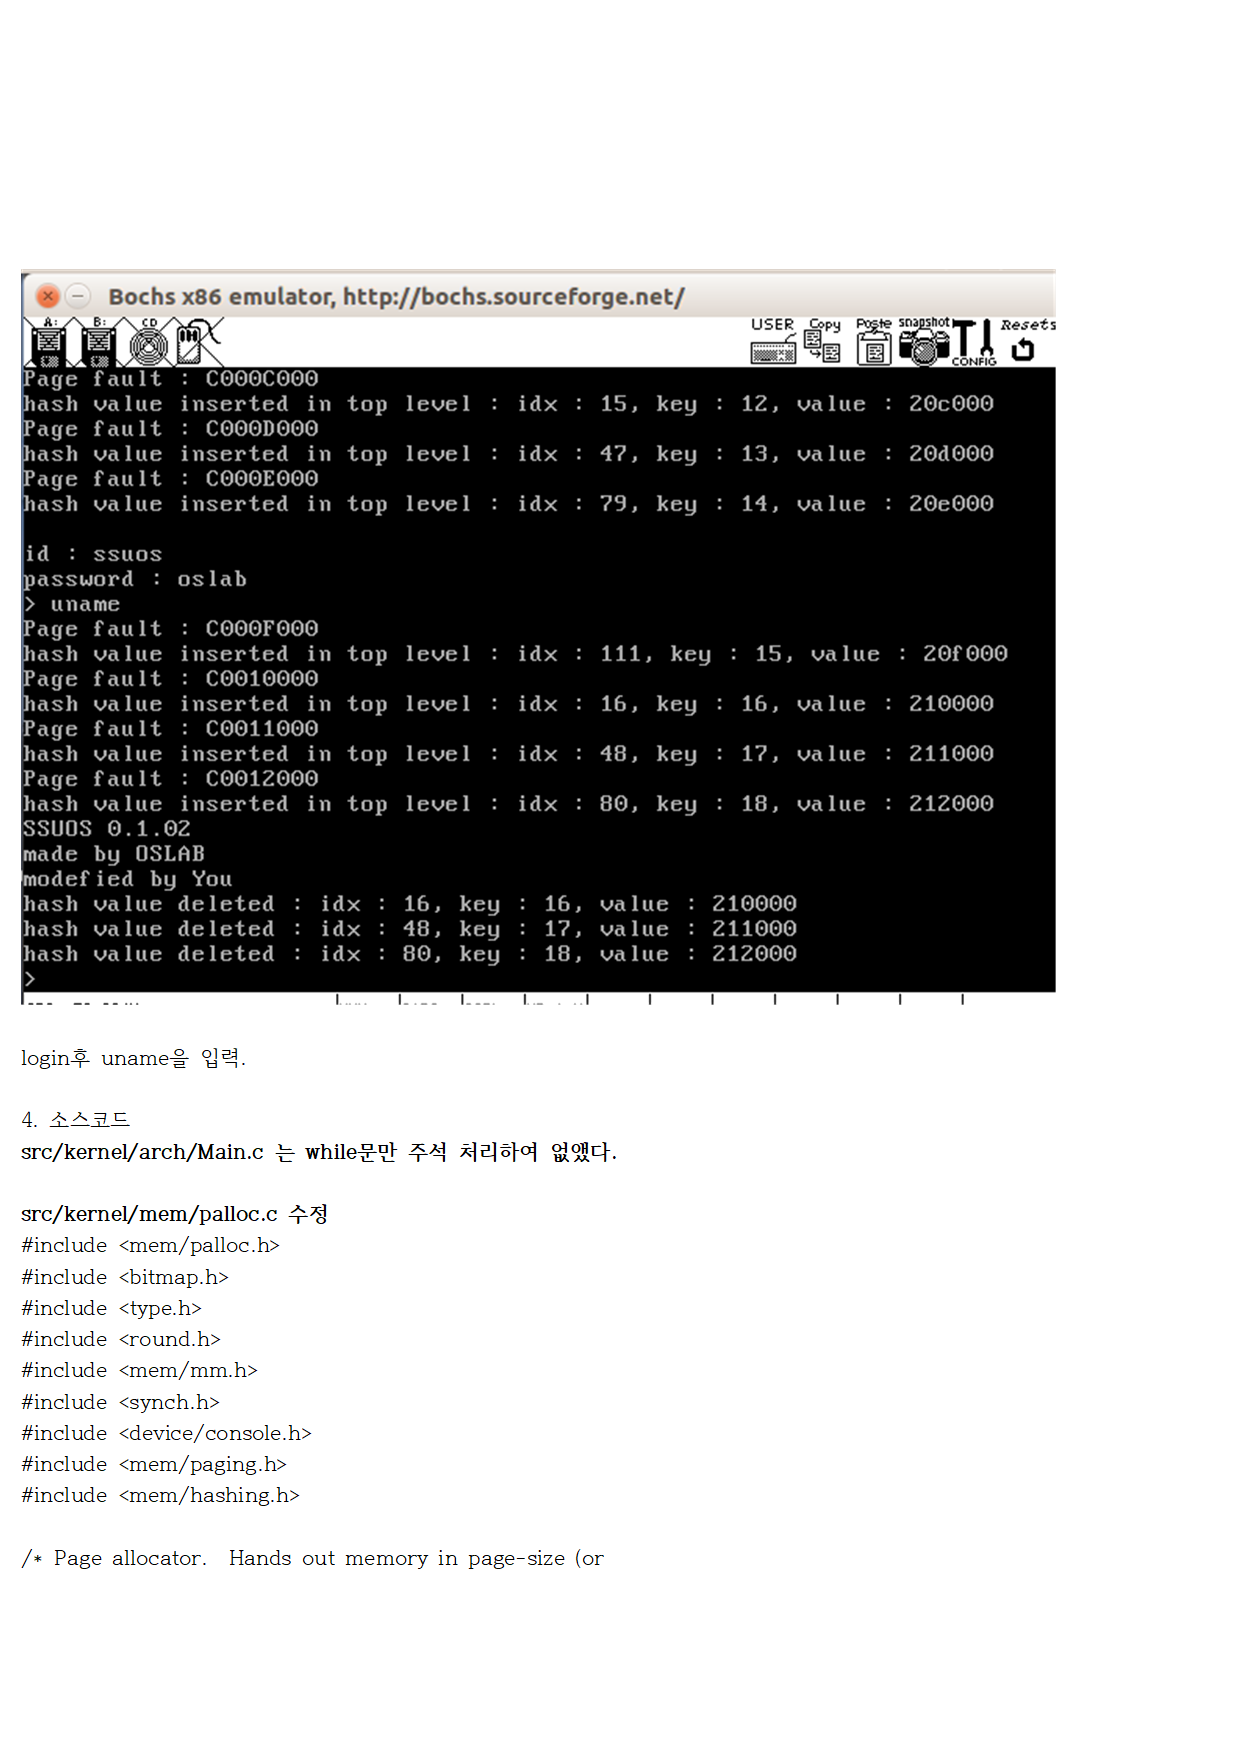 Bochs x86 emulator, http://bochs.sourceforge.net/
A: B: CD USER Copy Paste snapshot CONFIG Resets
Page fault : C000C000
hash value inserted in top level : idx : 15, key : 12, value : 20c000
Page fault : C000D000
hash value inserted in top level : idx : 47, key : 13, value : 20d000
Page fault : C000E000
hash value inserted in top level : idx : 79, key : 14, value : 20e000
id : ssuos
password : oslab
> uname
Page fault : C000F000
hash value inserted in top level : idx : 111, key : 15, value : 20f000
Page fault : C0010000
hash value inserted in top level : idx : 16, key : 16, value : 210000
Page fault : C0011000
hash value inserted in top level : idx : 48, key : 17, value : 211000
Page fault : C0012000
hash value inserted in top level : idx : 80, key : 18, value : 212000
SSUOS 0.1.02
made by OSLAB
modefied by You
hash value deleted : idx : 16, key : 16, value : 210000
hash value deleted : idx : 48, key : 17, value : 211000
hash value deleted : idx : 80, key : 18, value : 212000
>
login후 uname을 입력.
4. 소스코드
src/kernel/arch/Main.c 는 while문만 주석 처리하여 없앴다.
src/kernel/mem/palloc.c 수정
#include <mem/palloc.h>
#include <bitmap.h>
#include <type.h>
#include <round.h>
#include <mem/mm.h>
#include <synch.h>
#include <device/console.h>
#include <mem/paging.h>
#include <mem/hashing.h>
/* Page allocator. Hands out memory in page-size (or